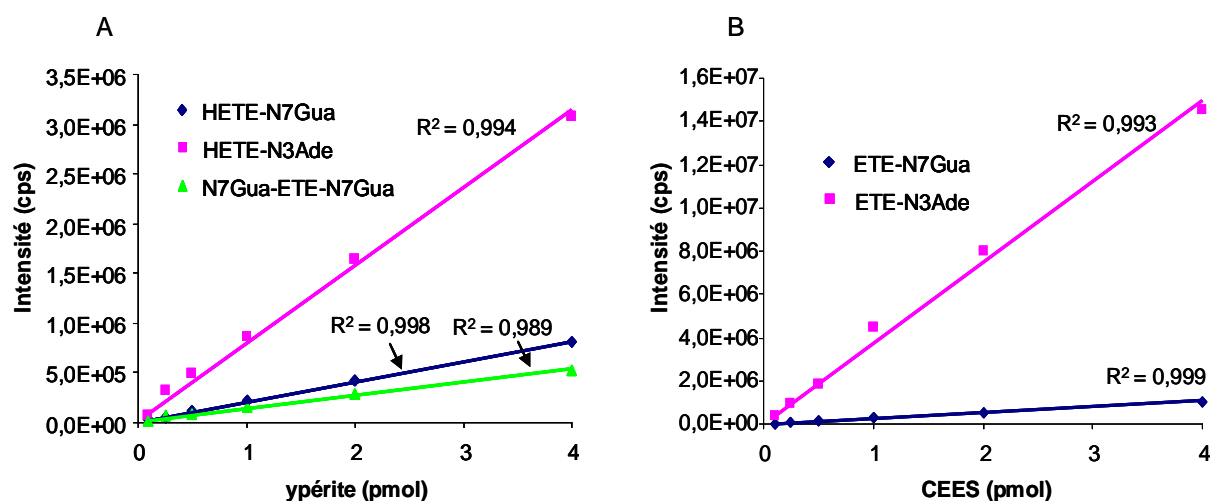 A
Intensité (cps)
3,5E+06
3,0E+06
2,5E+06
2,0E+06
1,5E+06
1,0E+06
5,0E+05
0,0E+00
HETE-N7Gua
HETE-N3Ade
N7Gua-ETE-N7Gua
R² = 0,994
R² = 0,998
R² = 0,989
0 1 2 3 4
ypérite (pmol)
B
Intensité (cps)
1,6E+07
1,4E+07
1,2E+07
1,0E+07
8,0E+06
6,0E+06
4,0E+06
2,0E+06
0,0E+00
ETE-N7Gua
ETE-N3Ade
R² = 0,993
R² = 0,999
0 1 2 3 4
CEES (pmol)